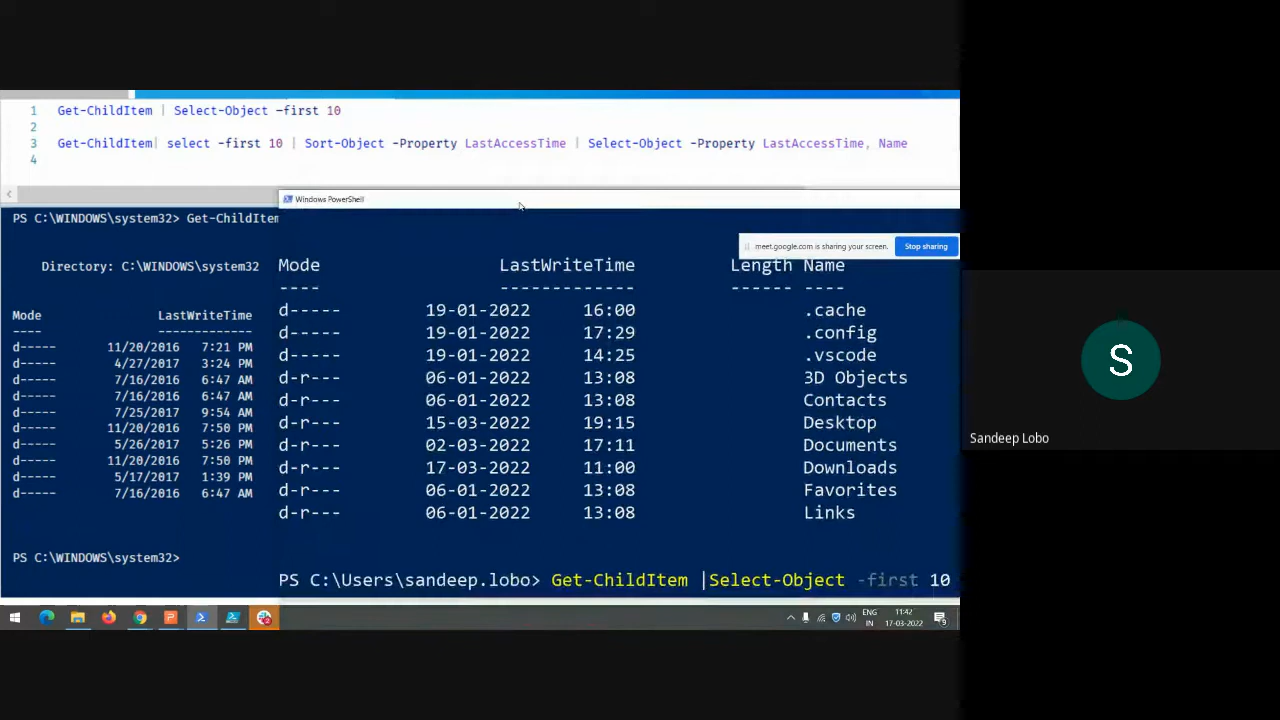 1 Get-ChildItem | Select-Object -first 10
2
3 Get-ChildItem| select -first 10 | Sort-Object -Property LastAccessTime | Select-Object -Property LastAccessTime, Name
4
PS C:\WINDOWS\system32> Get-ChildItem
Directory: C:\WINDOWS\system32
Mode LastWriteTime
---- -------------
d----- 11/20/2016 7:21 PM
d----- 4/27/2017 3:24 PM
d----- 7/16/2016 6:47 AM
d----- 7/16/2016 6:47 AM
d----- 7/25/2017 9:54 AM
d----- 11/20/2016 7:50 PM
d----- 5/26/2017 5:26 PM
d----- 11/20/2016 7:50 PM
d----- 5/17/2017 1:39 PM
d----- 7/16/2016 6:47 AM
PS C:\WINDOWS\system32>
Windows PowerShell
meet.google.com is sharing your screen. Stop sharing
Mode LastWriteTime Length Name
---- ------------- ------ ----
d----- 19-01-2022 16:00 .cache
d----- 19-01-2022 17:29 .config
d----- 19-01-2022 14:25 .vscode
d-r--- 06-01-2022 13:08 3D Objects
d-r--- 06-01-2022 13:08 Contacts
d-r--- 15-03-2022 19:15 Desktop
d-r--- 02-03-2022 17:11 Documents
d-r--- 17-03-2022 11:00 Downloads
d-r--- 06-01-2022 13:08 Favorites
d-r--- 06-01-2022 13:08 Links
PS C:\Users\sandeep.lobo> Get-ChildItem |Select-Object -first 10
ENG
IN
11:42
17-03-2022
S
Sandeep Lobo